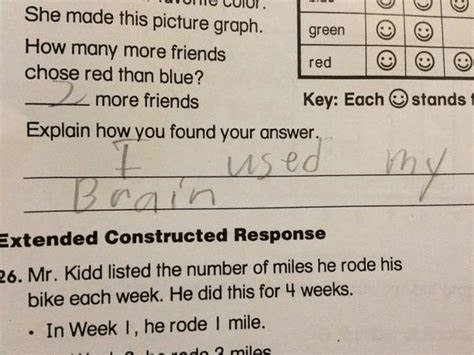 She made this picture graph.
How many more friends
chose red than blue?
2 more friends
Explain how you found your answer.
I used my
Brain
green
red
Key: Each stands
Extended Constructed Response
26. Mr. Kidd listed the number of miles he rode his
bike each week. He did this for 4 weeks.
• In Week 1, he rode 1 mile.